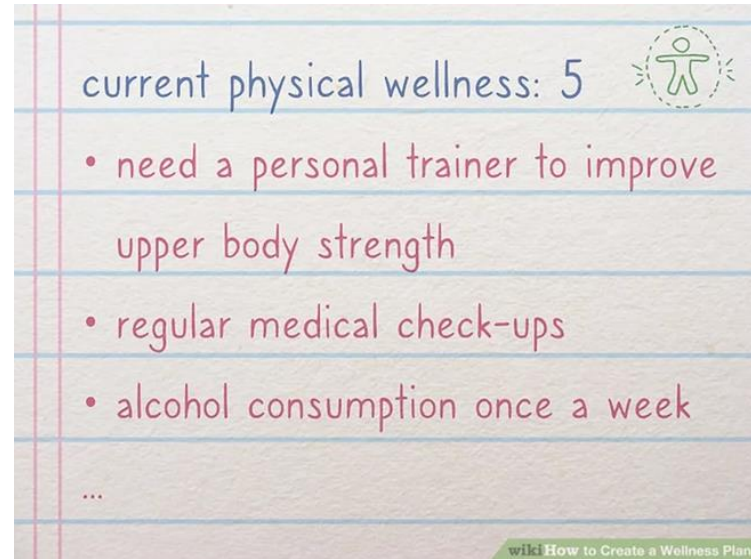 current physical wellness: 5
• need a personal trainer to improve
upper body strength
• regular medical check-ups
• alcohol consumption once a week
...
wikiHow to Create a Wellness Plan